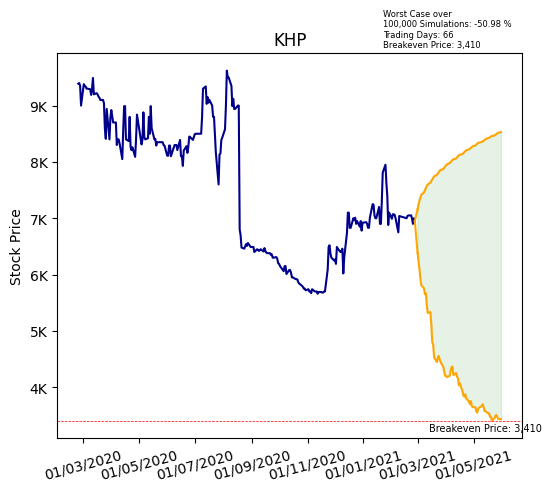 Worst Case over
100,000 Simulations: -50.98 %
Trading Days: 66
Breakeven Price: 3,410
KHP
Stock Price
9K
8K
7K
6K
5K
4K
Breakeven Price: 3,410
01/03/2020
01/05/2020
01/07/2020
01/09/2020
01/11/2020
01/01/2021
01/03/2021
01/05/2021